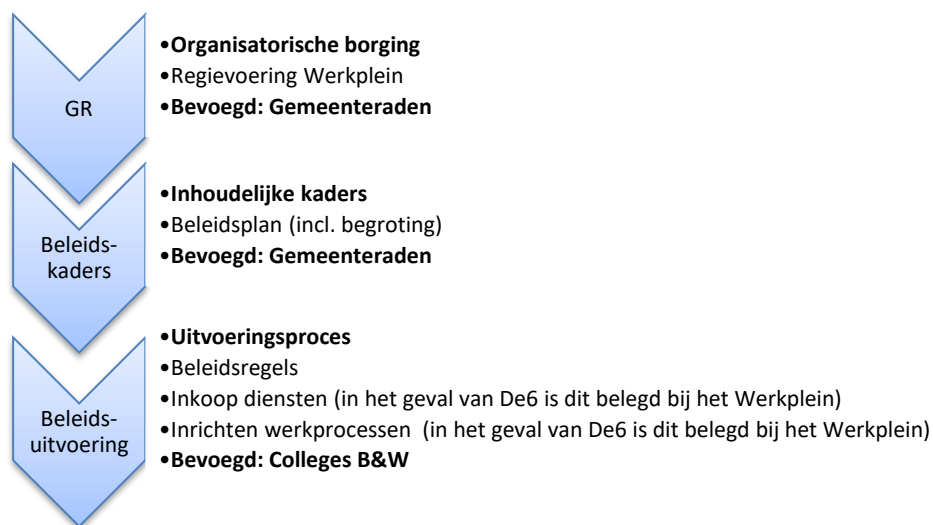 GR
•Organisatorische borging
•Regievoering Werkplein
•Bevoegd: Gemeenteraden
Beleids-
kaders
•Inhoudelijke kaders
•Beleidsplan (incl. begroting)
•Bevoegd: Gemeenteraden
Beleids-
uitvoering
•Uitvoeringsproces
•Beleidsregels
•Inkoop diensten (in het geval van De6 is dit belegd bij het Werkplein)
•Inrichten werkprocessen  (in het geval van De6 is dit belegd bij het Werkplein)
•Bevoegd: Colleges B&W